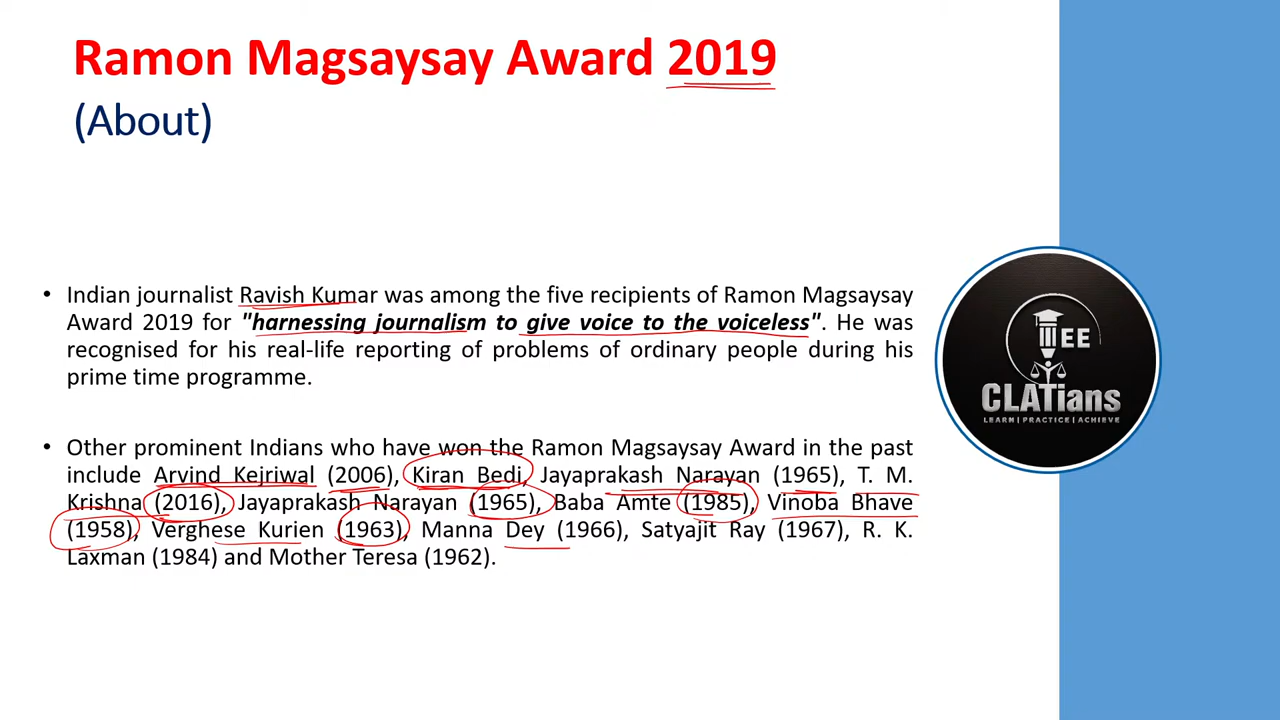 Ramon Magsaysay Award 2019
(About)
• Indian journalist Ravish Kumar was among the five recipients of Ramon Magsaysay
Award 2019 for "harnessing journalism to give voice to the voiceless". He was
recognised for his real-life reporting of problems of ordinary people during his
prime time programme.
• Other prominent Indians who have won the Ramon Magsaysay Award in the past
include Arvind Kejriwal (2006), Kiran Bedi, Jayaprakash Narayan (1965), T. M.
Krishna (2016), Jayaprakash Narayan (1965), Baba Amte (1985), Vinoba Bhave
(1958), Verghese Kurien (1963), Manna Dey (1966), Satyajit Ray (1967), R. K.
Laxman (1984) and Mother Teresa (1962).
EE
CLATians
LEARN | PRACTICE | ACHIEVE